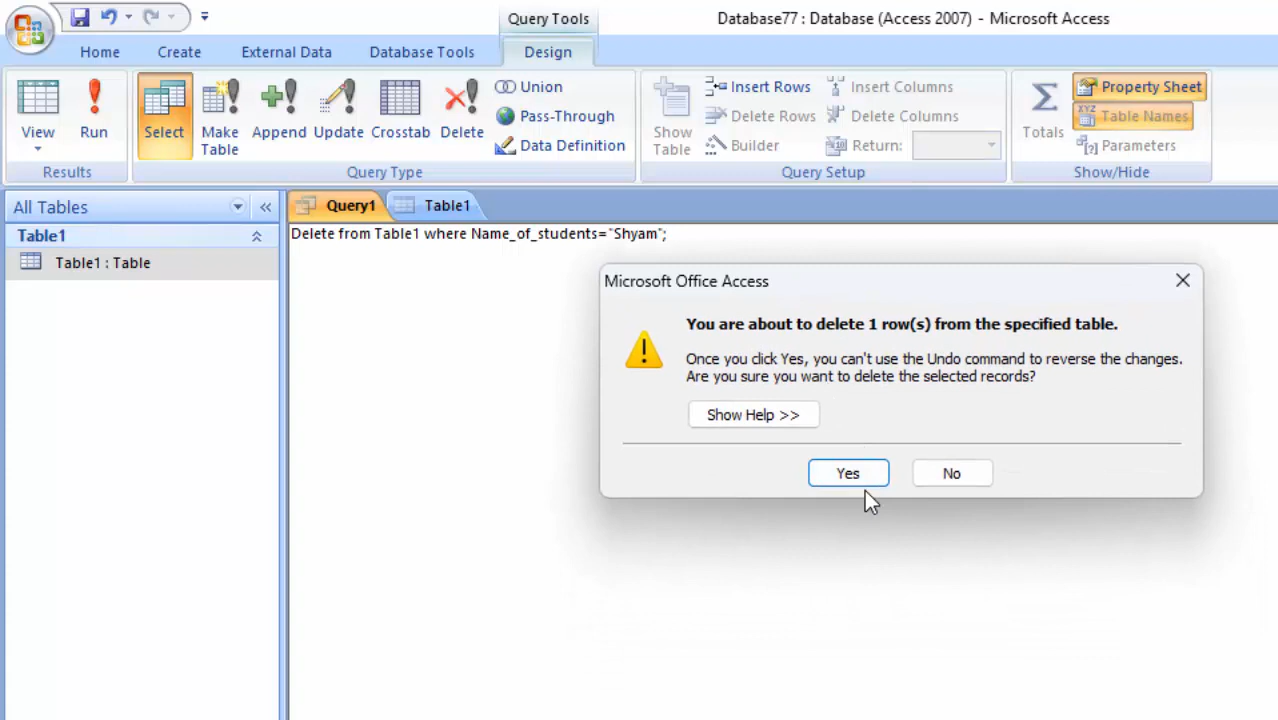 Query Tools
Database77 : Database (Access 2007) - Microsoft Access
Home Create External Data Database Tools Design
View
Run
Results
Select
Make
Table
Append
Update
Crosstab
Delete
Union
Pass-Through
Data Definition
Query Type
Show
Table
Insert Rows
Delete Rows
Builder
Insert Columns
Delete Columns
Return:
Query Setup
Totals
Property Sheet
XYZ
Table Names
[?] Parameters
Show/Hide
All Tables
Table1
Table1 : Table
Query1 Table1
Delete from Table1 where Name_of_students="Shyam";
Microsoft Office Access
You are about to delete 1 row(s) from the specified table.
Once you click Yes, you can't use the Undo command to reverse the changes.
Are you sure you want to delete the selected records?
Show Help >>
Yes No